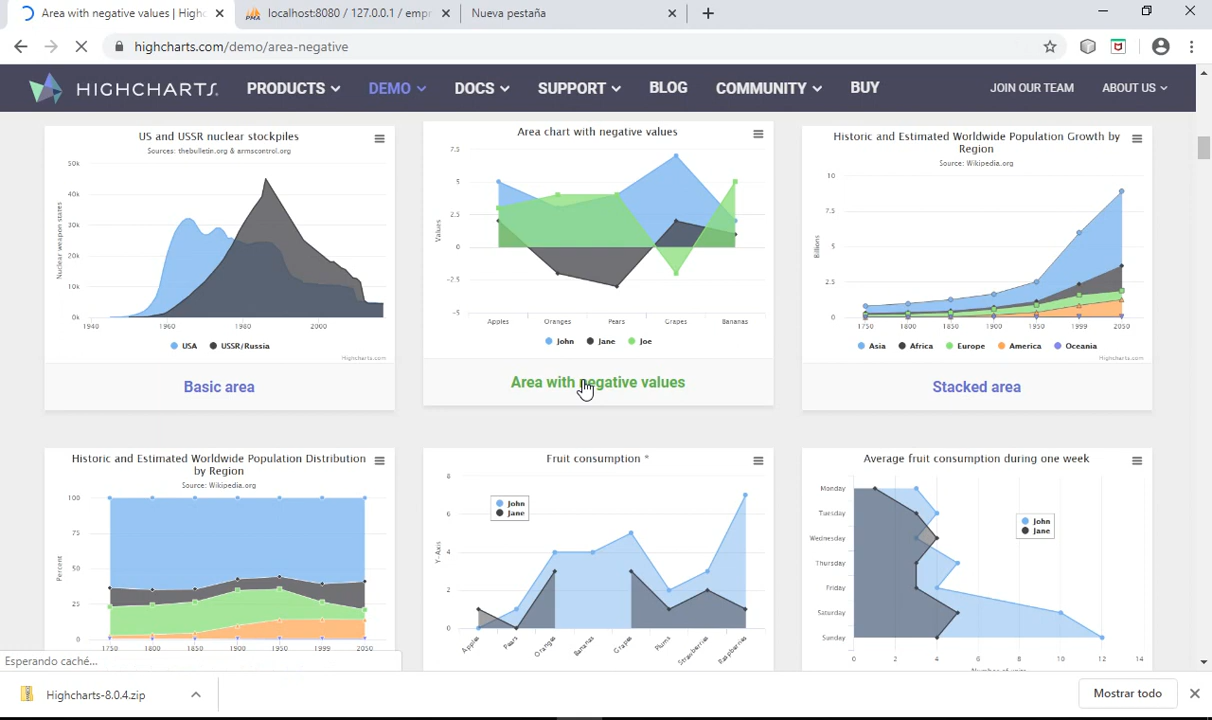 Area with negative values | High
localhost:8080 / 127.0.0.1 / empr
Nueva pestaña
highcharts.com/demo/area-negative
HIGHCHARTS.
PRODUCTS
DEMO
DOCS
SUPPORT
BLOG
COMMUNITY
BUY
JOIN OUR TEAM
ABOUT US
US and USSR nuclear stockpiles
Sources: thebulletin.org & armscontrol.org
Nuclear weapon states
50k
40k
30k
20k
10k
0k
1940 1960 1980 2000
USA USSR/Russia
Highcharts.com
Basic area
Area chart with negative values
Values
7.5
5
2.5
0
-2.5
-5
Apples Oranges Pears Grapes Bananas
John Jane Joe
Area with negative values
Historic and Estimated Worldwide Population Growth by
Region
Source: Wikipedia.org
Billions
10
7.5
5
2.5
0
1750 1800 1850 1900 1950 1999 2050
Asia Africa Europe America Oceania
Highcharts.com
Stacked area
Historic and Estimated Worldwide Population Distribution
by Region
Source: Wikipedia.org
Percent
100
75
50
25
0
1750 1800 1850 1900 1950 1999 2050
Fruit consumption *
Y-Axis
8
6
4
2
0
John
Jane
Apples Pears Oranges Bananas Grapes Plums Strawberries Raspberries
Average fruit consumption during one week
Monday
Tuesday
Wednesday
Thursday
Friday
Saturday
Sunday
John
Jane
0 2 4 6 8 10 12 14
Number of units
Esperando caché...
Highcharts-8.0.4.zip
Mostrar todo